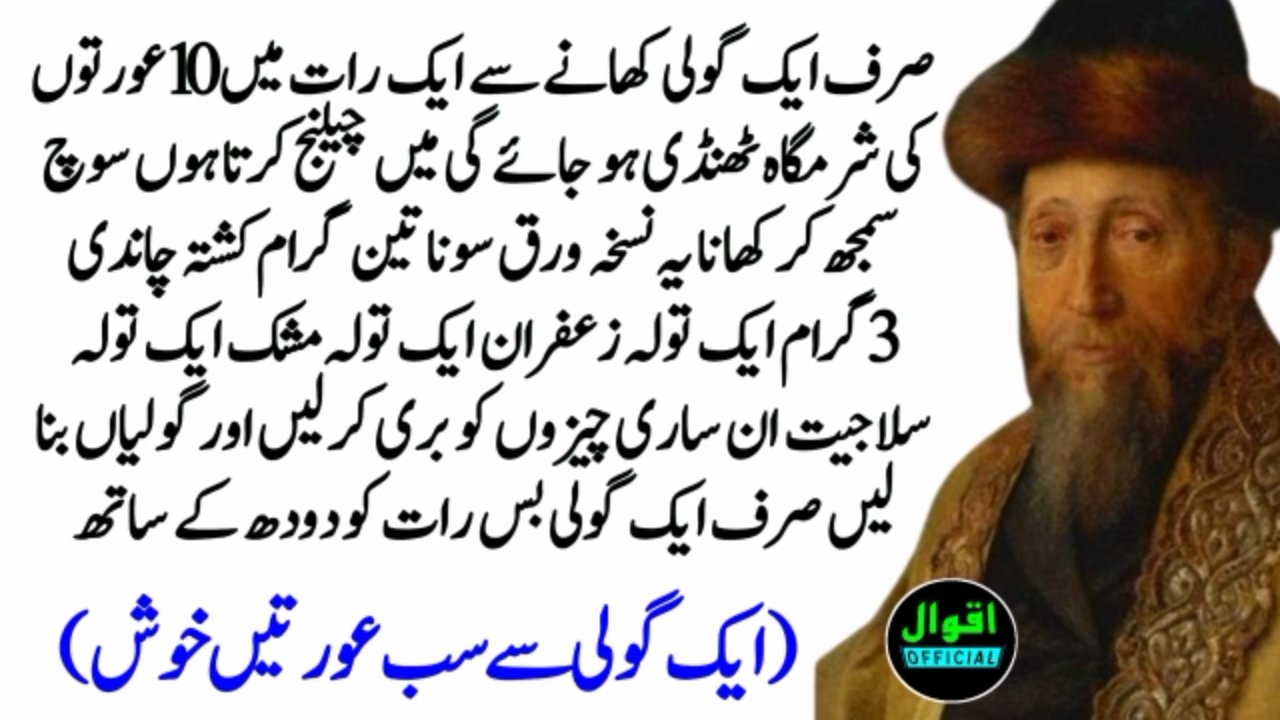 صرف ایک گولی کھانے سے ایک رات میں 10 عورتوں
کی شرمگاہ ٹھنڈی ہو جائے گی میں چیلنج کرتا ہوں سوچ
سمجھ کر کھانا یہ نسخہ ورق سونا تین گرام کشتہ چاندی
3 گرام ایک تولہ زعفران ایک تولہ مشک ایک تولہ
سلاجیت ان ساری چیزوں کو بری کر لیں اور گولیاں بنا
لیں صرف ایک گولی بس رات کو دودھ کے ساتھ
(ایک گولی سے سب عورتیں خوش)
اقوال
OFFICIAL